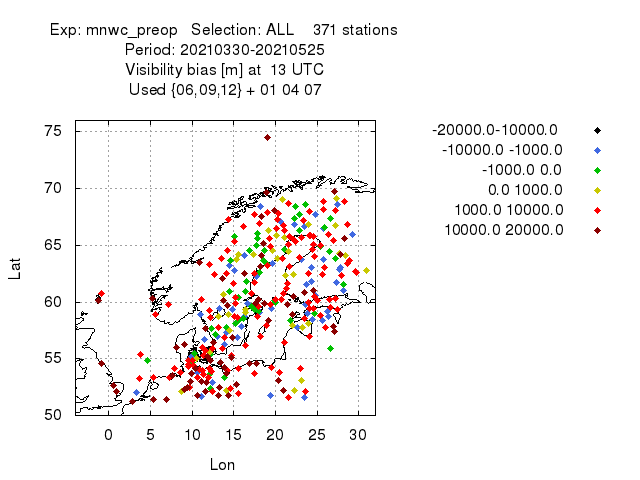 Exp: mnwc_preop Selection: ALL 371 stations
Period: 20210330-20210525
Visibility bias [m] at 13 UTC
Used {06,09,12} + 01 04 07
-20000.0-10000.0
-10000.0 -1000.0
-1000.0 0.0
0.0 1000.0
1000.0 10000.0
10000.0 20000.0
75
70
65
60
55
50
Lat
0 5 10 15 20 25 30
Lon